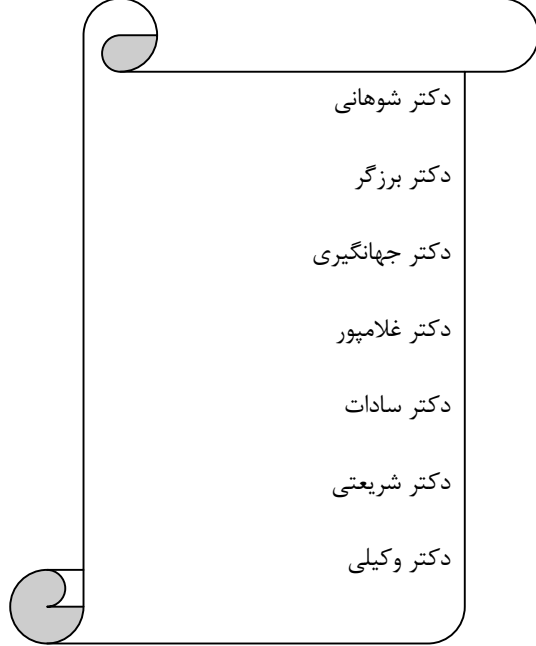 دکتر شوهانی
دکتر برزگر
دکتر جهانگیری
دکتر غلامپور
دکتر سادات
دکتر شریعتی
دکتر وکیلی